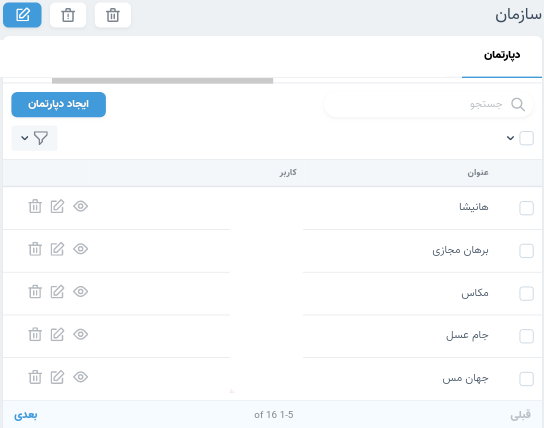 سازمان
دپارتمان
جستجو
ایجاد دپارتمان
عنوان کاربر
هانیشا
برهان مجازی
مکاس
جام عسل
جهان مس
قبلی 1-5 of 16 بعدی